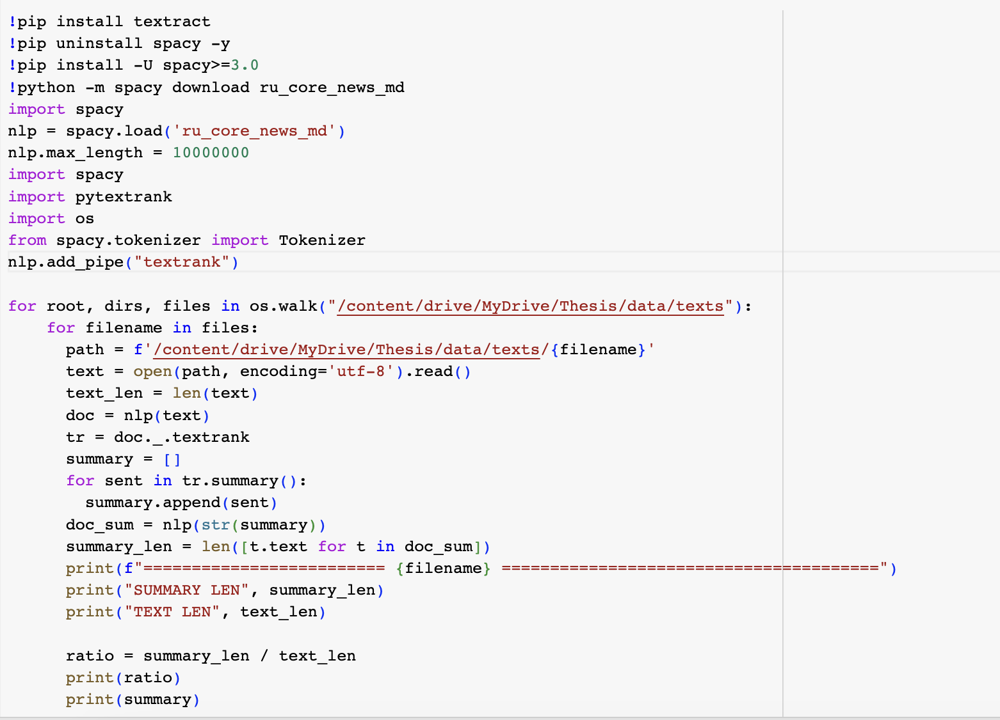 !pip install textract
!pip uninstall spacy -y
!pip install -U spacy>=3.0
!python -m spacy download ru_core_news_md
import spacy
nlp = spacy.load('ru_core_news_md')
nlp.max_length = 10000000
import spacy
import pytextrank
import os
from spacy.tokenizer import Tokenizer
nlp.add_pipe("textrank")

for root, dirs, files in os.walk("/content/drive/MyDrive/Thesis/data/texts"):
    for filename in files:
      path = f'/content/drive/MyDrive/Thesis/data/texts/{filename}'
      text = open(path, encoding='utf-8').read()
      text_len = len(text)
      doc = nlp(text)
      tr = doc._.textrank
      summary = []
      for sent in tr.summary():
        summary.append(sent)
      doc_sum = nlp(str(summary))
      summary_len = len([t.text for t in doc_sum])
      print(f"========================= {filename} =======================================")
      print("SUMMARY LEN", summary_len)
      print("TEXT LEN", text_len)

      ratio = summary_len / text_len
      print(ratio)
      print(summary)